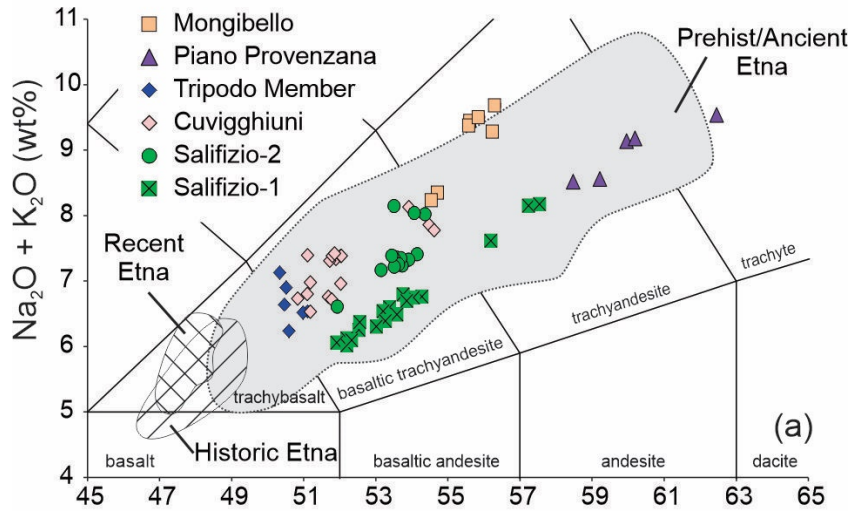 11
10
9
8
7
6
5
4
Na₂O + K₂O (wt%)
Mongibello
Piano Provenzana
Tripodo Member
Cuvigghiuni
Salifizio-2
Salifizio-1
Prehist/Ancient
Etna
Recent
Etna
Historic Etna
trachybalt
basaltic trachyandesite
trachyandesite
trachyte
basalt
basaltic andesite
andesite
dacite
(a)
45 47 49 51 53 55 57 59 61 63 65